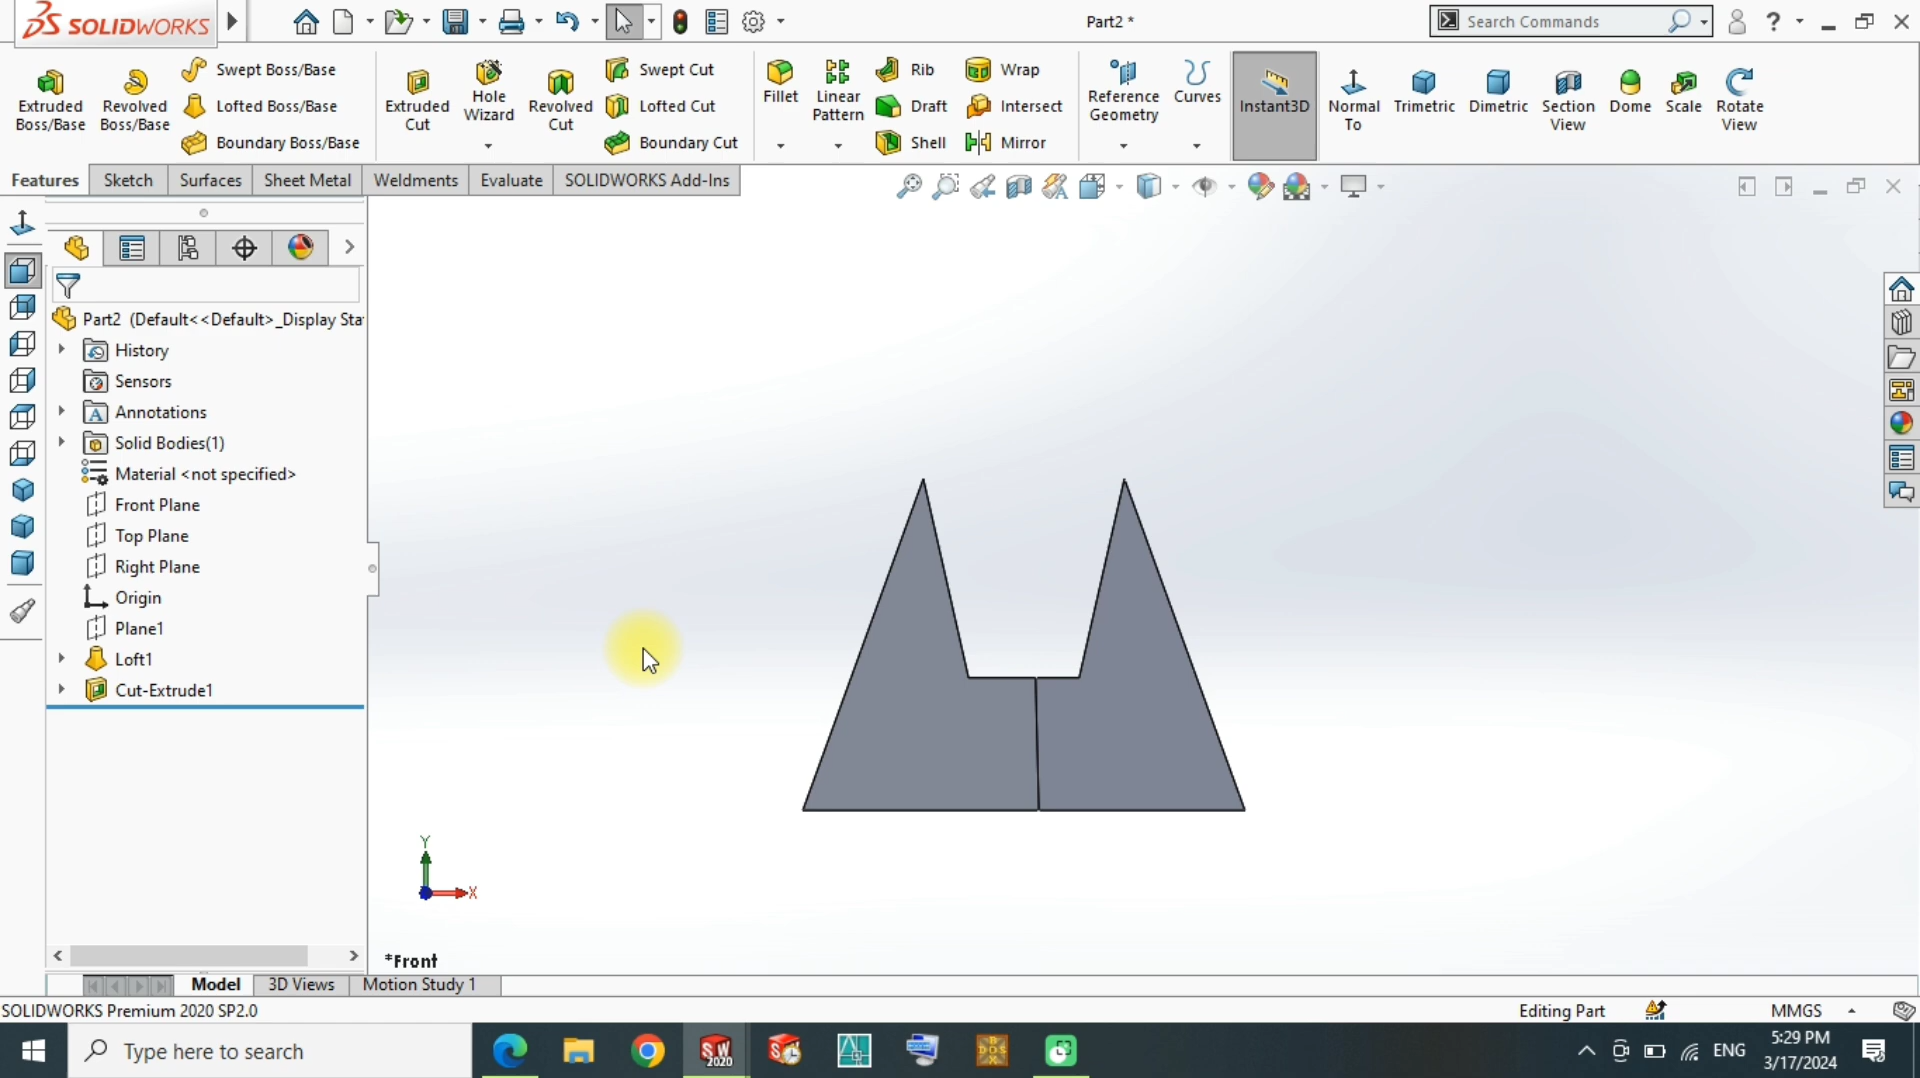 SOLIDWORKS
Part2 *
Search Commands
Extruded Boss/Base
Revolved Boss/Base
Swept Boss/Base
Lofted Boss/Base
Boundary Boss/Base
Extruded Cut
Hole Wizard
Revolved Cut
Swept Cut
Lofted Cut
Boundary Cut
Fillet
Linear Pattern
Rib
Draft
Shell
Wrap
Intersect
Mirror
Reference Geometry
Curves
Instant3D
Normal To
Trimetric
Dimetric
Section View
Dome
Scale
Rotate View
Features
Sketch
Surfaces
Sheet Metal
Weldments
Evaluate
SOLIDWORKS Add-Ins
Part2 (Default<<Default>_Display Sta
History
Sensors
Annotations
Solid Bodies(1)
Material <not specified>
Front Plane
Top Plane
Right Plane
Origin
Plane1
Loft1
Cut-Extrude1
Y
X
*Front
Model
3D Views
Motion Study 1
SOLIDWORKS Premium 2020 SP2.0
Editing Part
MMGS
Type here to search
SW
2020
ENG
5:29 PM
3/17/2024